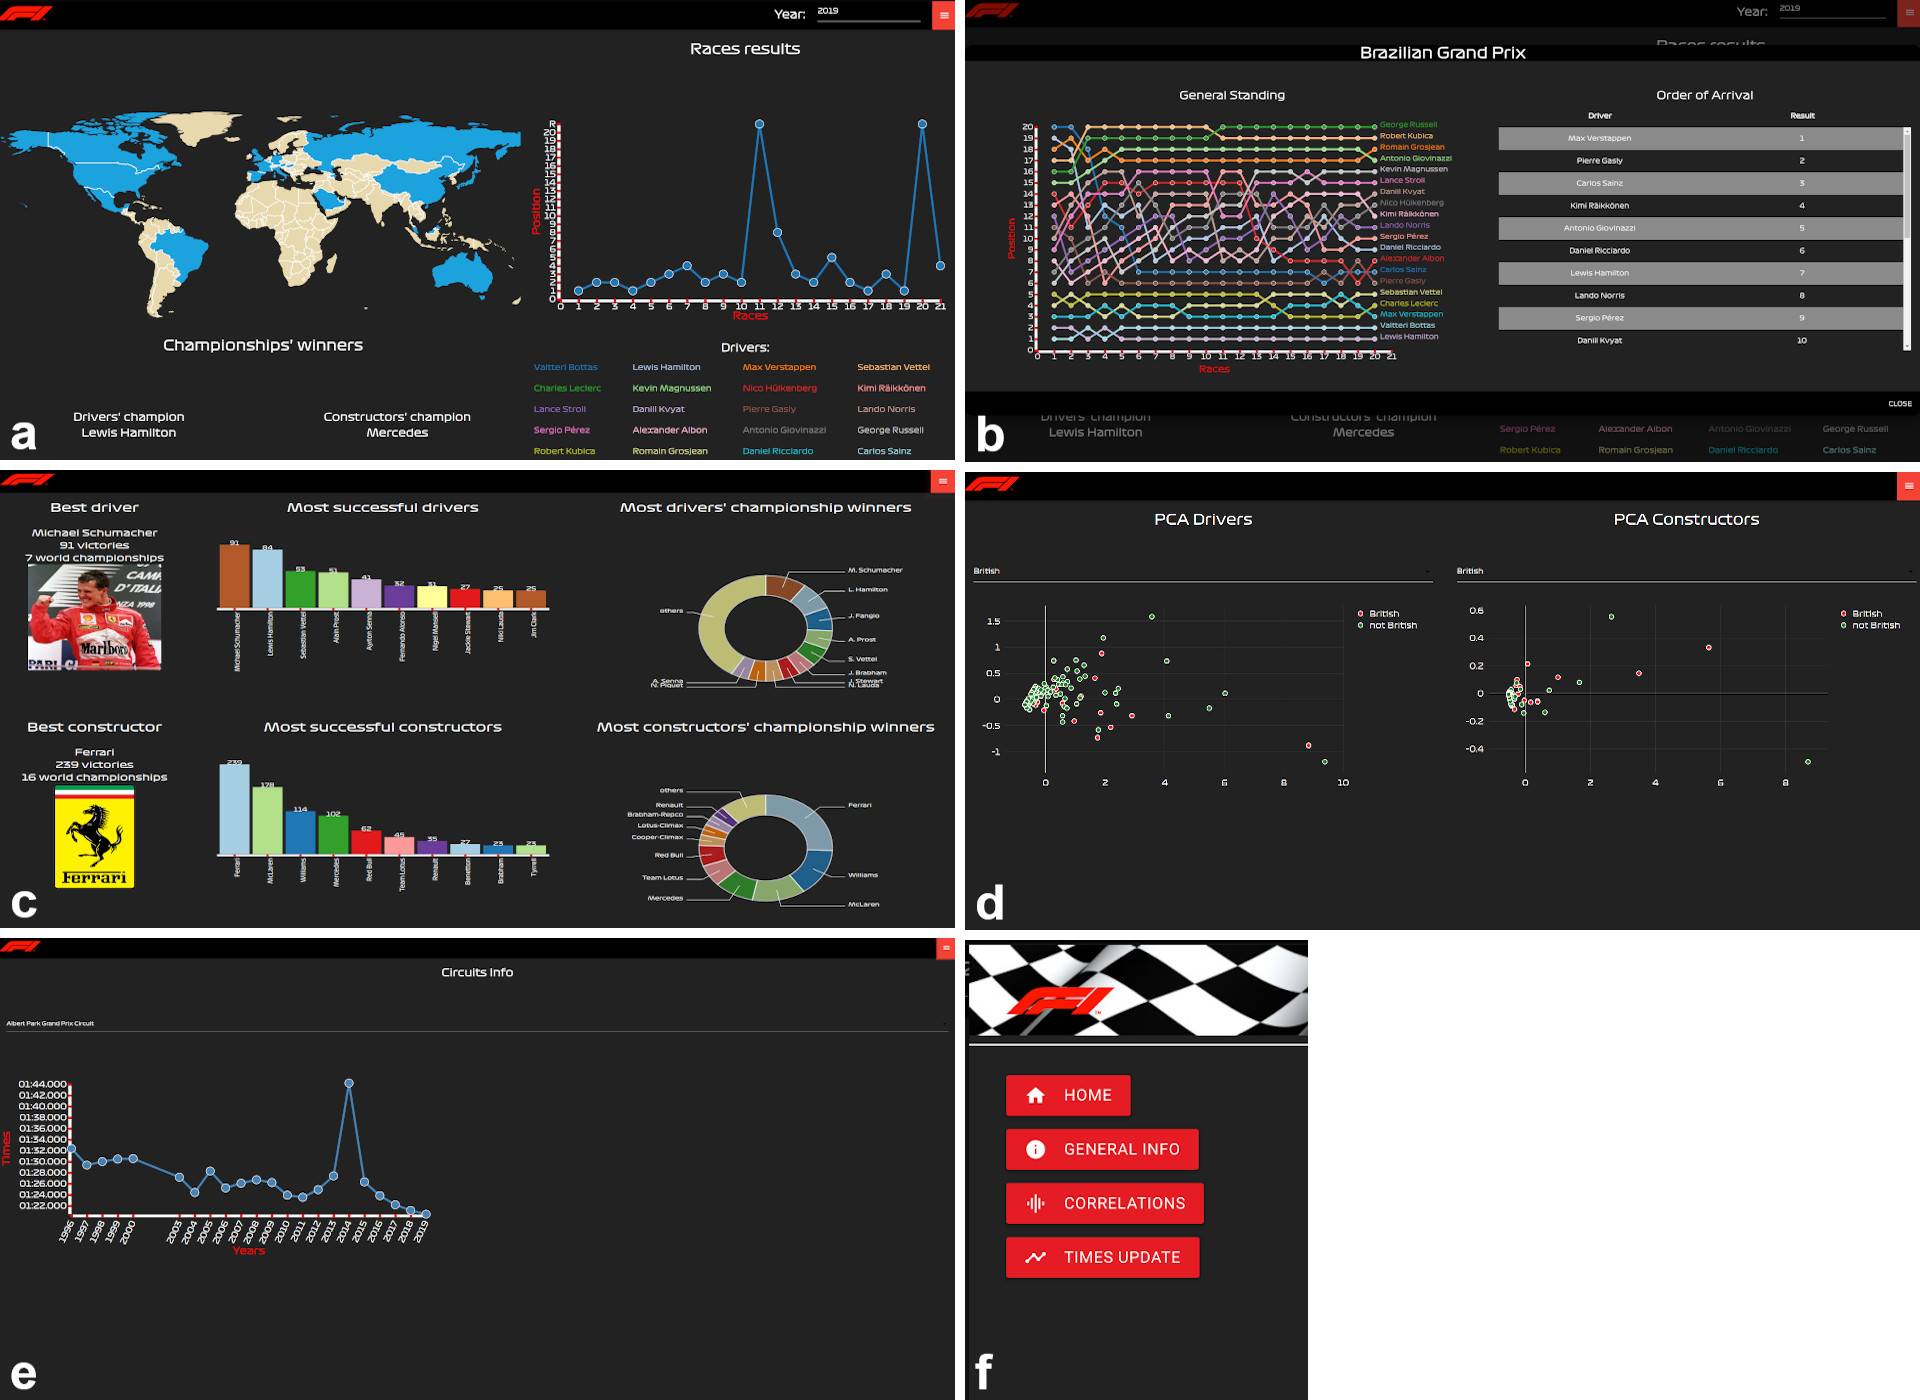 F1
Year: 2019
Races results
R
20
19
18
17
16
15
14
13
12
11
10
9
8
7
6
5
4
3
2
1
0
Position
0 1 2 3 4 5 6 7 8 9 10 11 12 13 14 15 16 17 18 19 20 21
Races
Championships' winners
Drivers' champion
Lewis Hamilton
Constructors' champion
Mercedes
Drivers:
Valtteri Bottas Lewis Hamilton Max Verstappen Sebastian Vettel
Charles Leclerc Kevin Magnussen Nico Hülkenberg Kimi Räikkönen
Lance Stroll Daniil Kvyat Pierre Gasly Lando Norris
Sergio Pérez Alexander Albon Antonio Giovinazzi George Russell
Robert Kubica Romain Grosjean Daniel Ricciardo Carlos Sainz
a
F1
Year: 2019
Races results
Brazilian Grand Prix
General Standing
20
19
18
17
16
15
14
13
12
11
10
9
8
7
6
5
4
3
2
1
0
Position
0 1 2 3 4 5 6 7 8 9 10 11 12 13 14 15 16 17 18 19 20 21
Races
George Russell
Robert Kubica
Romain Grosjean
Antonio Giovinazzi
Kevin Magnussen
Lance Stroll
Daniil Kvyat
Nico Hülkenberg
Kimi Räikkönen
Lando Norris
Sergio Pérez
Daniel Ricciardo
Alexander Albon
Carlos Sainz
Pierre Gasly
Sebastian Vettel
Charles Leclerc
Max Verstappen
Valtteri Bottas
Lewis Hamilton
Order of Arrival
Driver Result
Max Verstappen 1
Pierre Gasly 2
Carlos Sainz 3
Kimi Räikkönen 4
Antonio Giovinazzi 5
Daniel Ricciardo 6
Lewis Hamilton 7
Lando Norris 8
Sergio Pérez 9
Daniil Kvyat 10
CLOSE
Drivers' champion
Lewis Hamilton
Constructors' champion
Mercedes
Sergio Pérez Alexander Albon Antonio Giovinazzi George Russell
Robert Kubica Romain Grosjean Daniel Ricciardo Carlos Sainz
b
F1
Best driver
Michael Schumacher
91 victories
7 world championships
CAMP
D'ITALI
NZA 1998
Marlboro
Most successful drivers
91 84 53 51 41 32 31 27 25 25
Michael Schumacher
Lewis Hamilton
Sebastian Vettel
Alain Prost
Ayrton Senna
Fernando Alonso
Nigel Mansell
Jackie Stewart
Niki Lauda
Jim Clark
Most drivers' championship winners
M. Schumacher
L. Hamilton
J. Fangio
A. Prost
S. Vettel
J. Brabham
J. Stewart
N. Lauda
N. Piquet
A. Senna
others
Best constructor
Ferrari
239 victories
16 world championships
Ferrari
Most successful constructors
239 178 114 102 62 45 35 27 23 23
Ferrari
McLaren
Williams
Mercedes
Red Bull
Team Lotus
Renault
Benetton
Brabham
Tyrrell
Most constructors' championship winners
others
Renault
Brabham-Repco
Lotus-Climax
Cooper-Climax
Red Bull
Team Lotus
Mercedes
Ferrari
Williams
McLaren
c
F1
PCA Drivers
British
1.5
1
0.5
0
-0.5
-1
0 2 4 6 8 10
British
not British
PCA Constructors
British
0.6
0.4
0.2
0
-0.2
-0.4
0 2 4 6 8
British
not British
d
F1
Circuits Info
Albert Park Grand Prix Circuit
01:44.000
01:42.000
01:40.000
01:38.000
01:36.000
01:34.000
01:32.000
01:30.000
01:28.000
01:26.000
01:24.000
01:22.000
Times
1996 1997 1998 1999 2000 2003 2004 2005 2006 2007 2008 2009 2010 2011 2012 2013 2014 2015 2016 2017 2018 2019
Years
e
F1
HOME
GENERAL INFO
CORRELATIONS
TIMES UPDATE
f